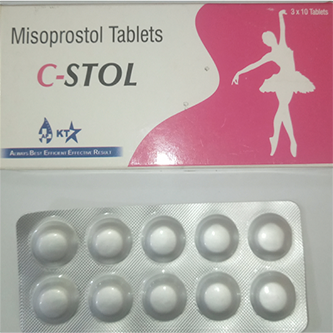 3 x 10 Tablets
Misoprostol Tablets
C-STOL
KT
ALWAYS BEST EFFICIENT EFFECTIVE RESULT